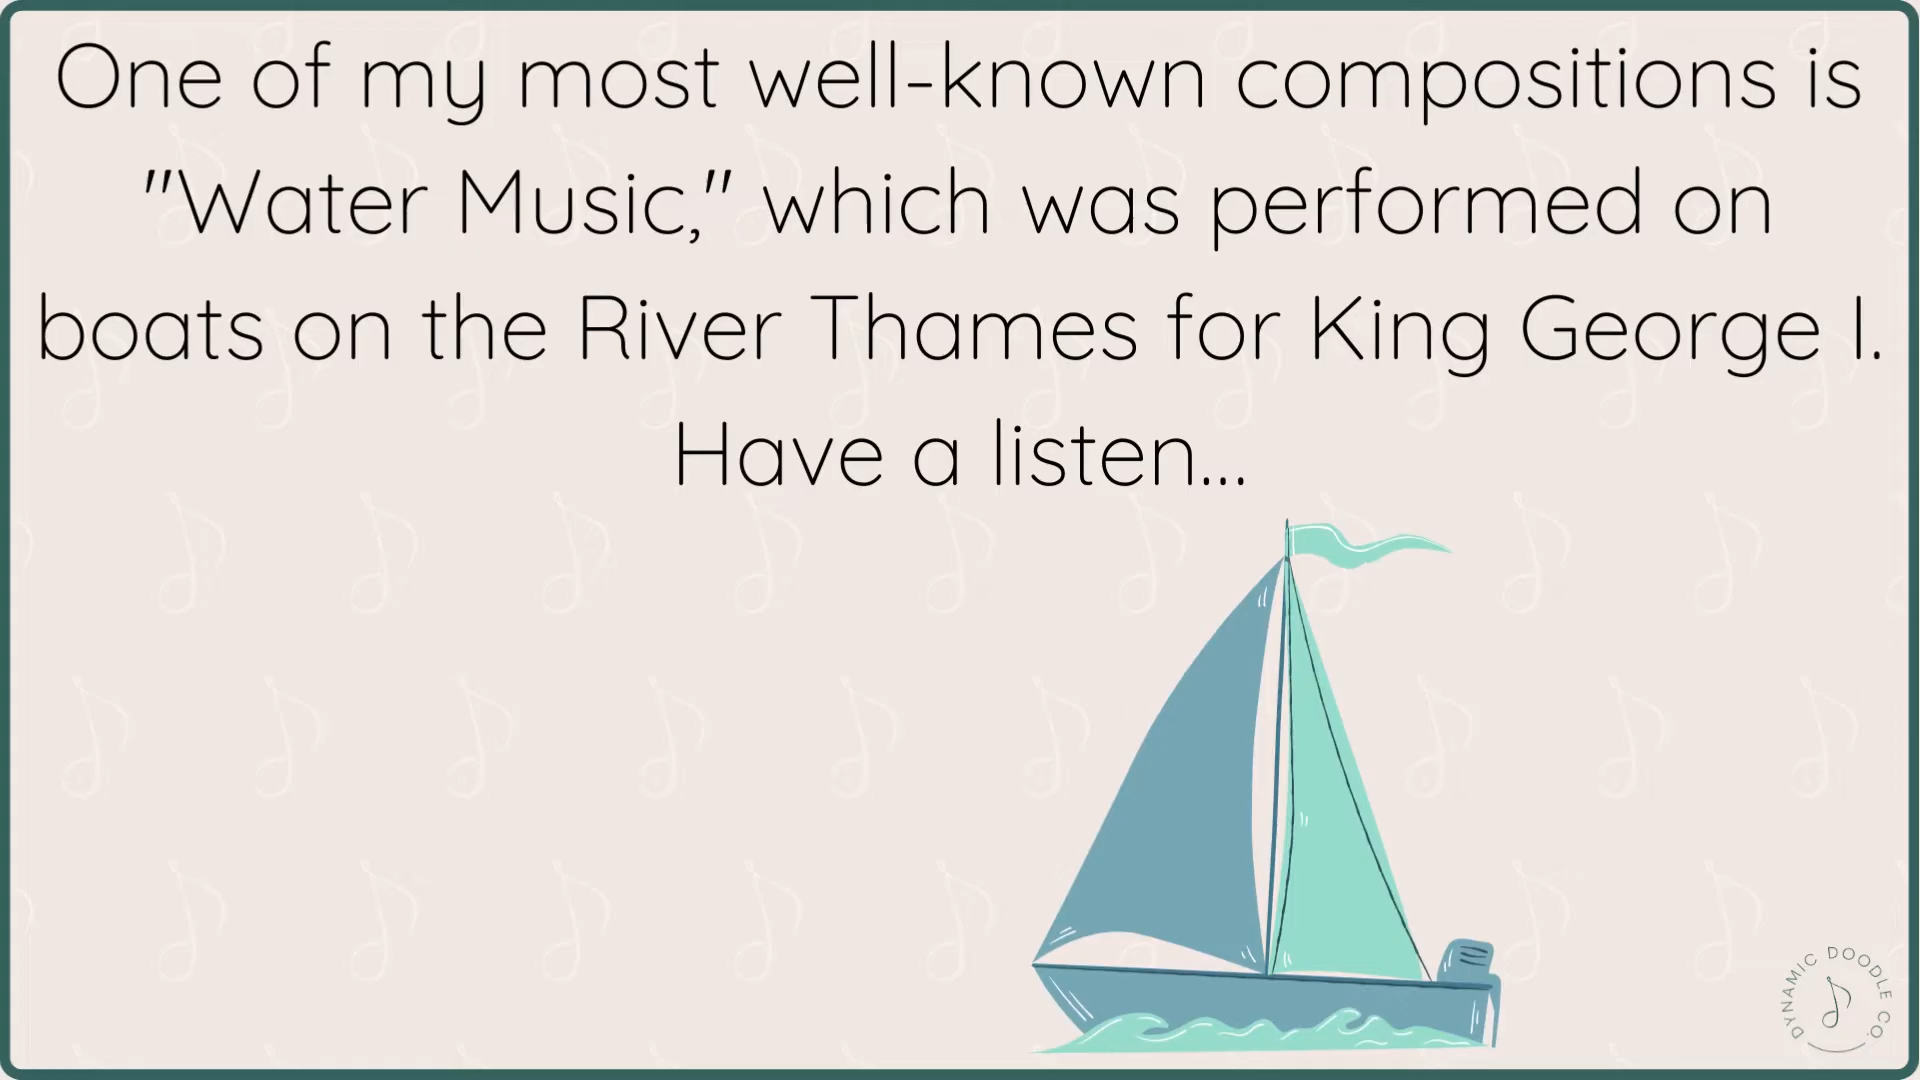 One of my most well-known compositions is
"Water Music," which was performed on
boats on the River Thames for King George I.
Have a listen...
DYNAMIC DOODLE CO.